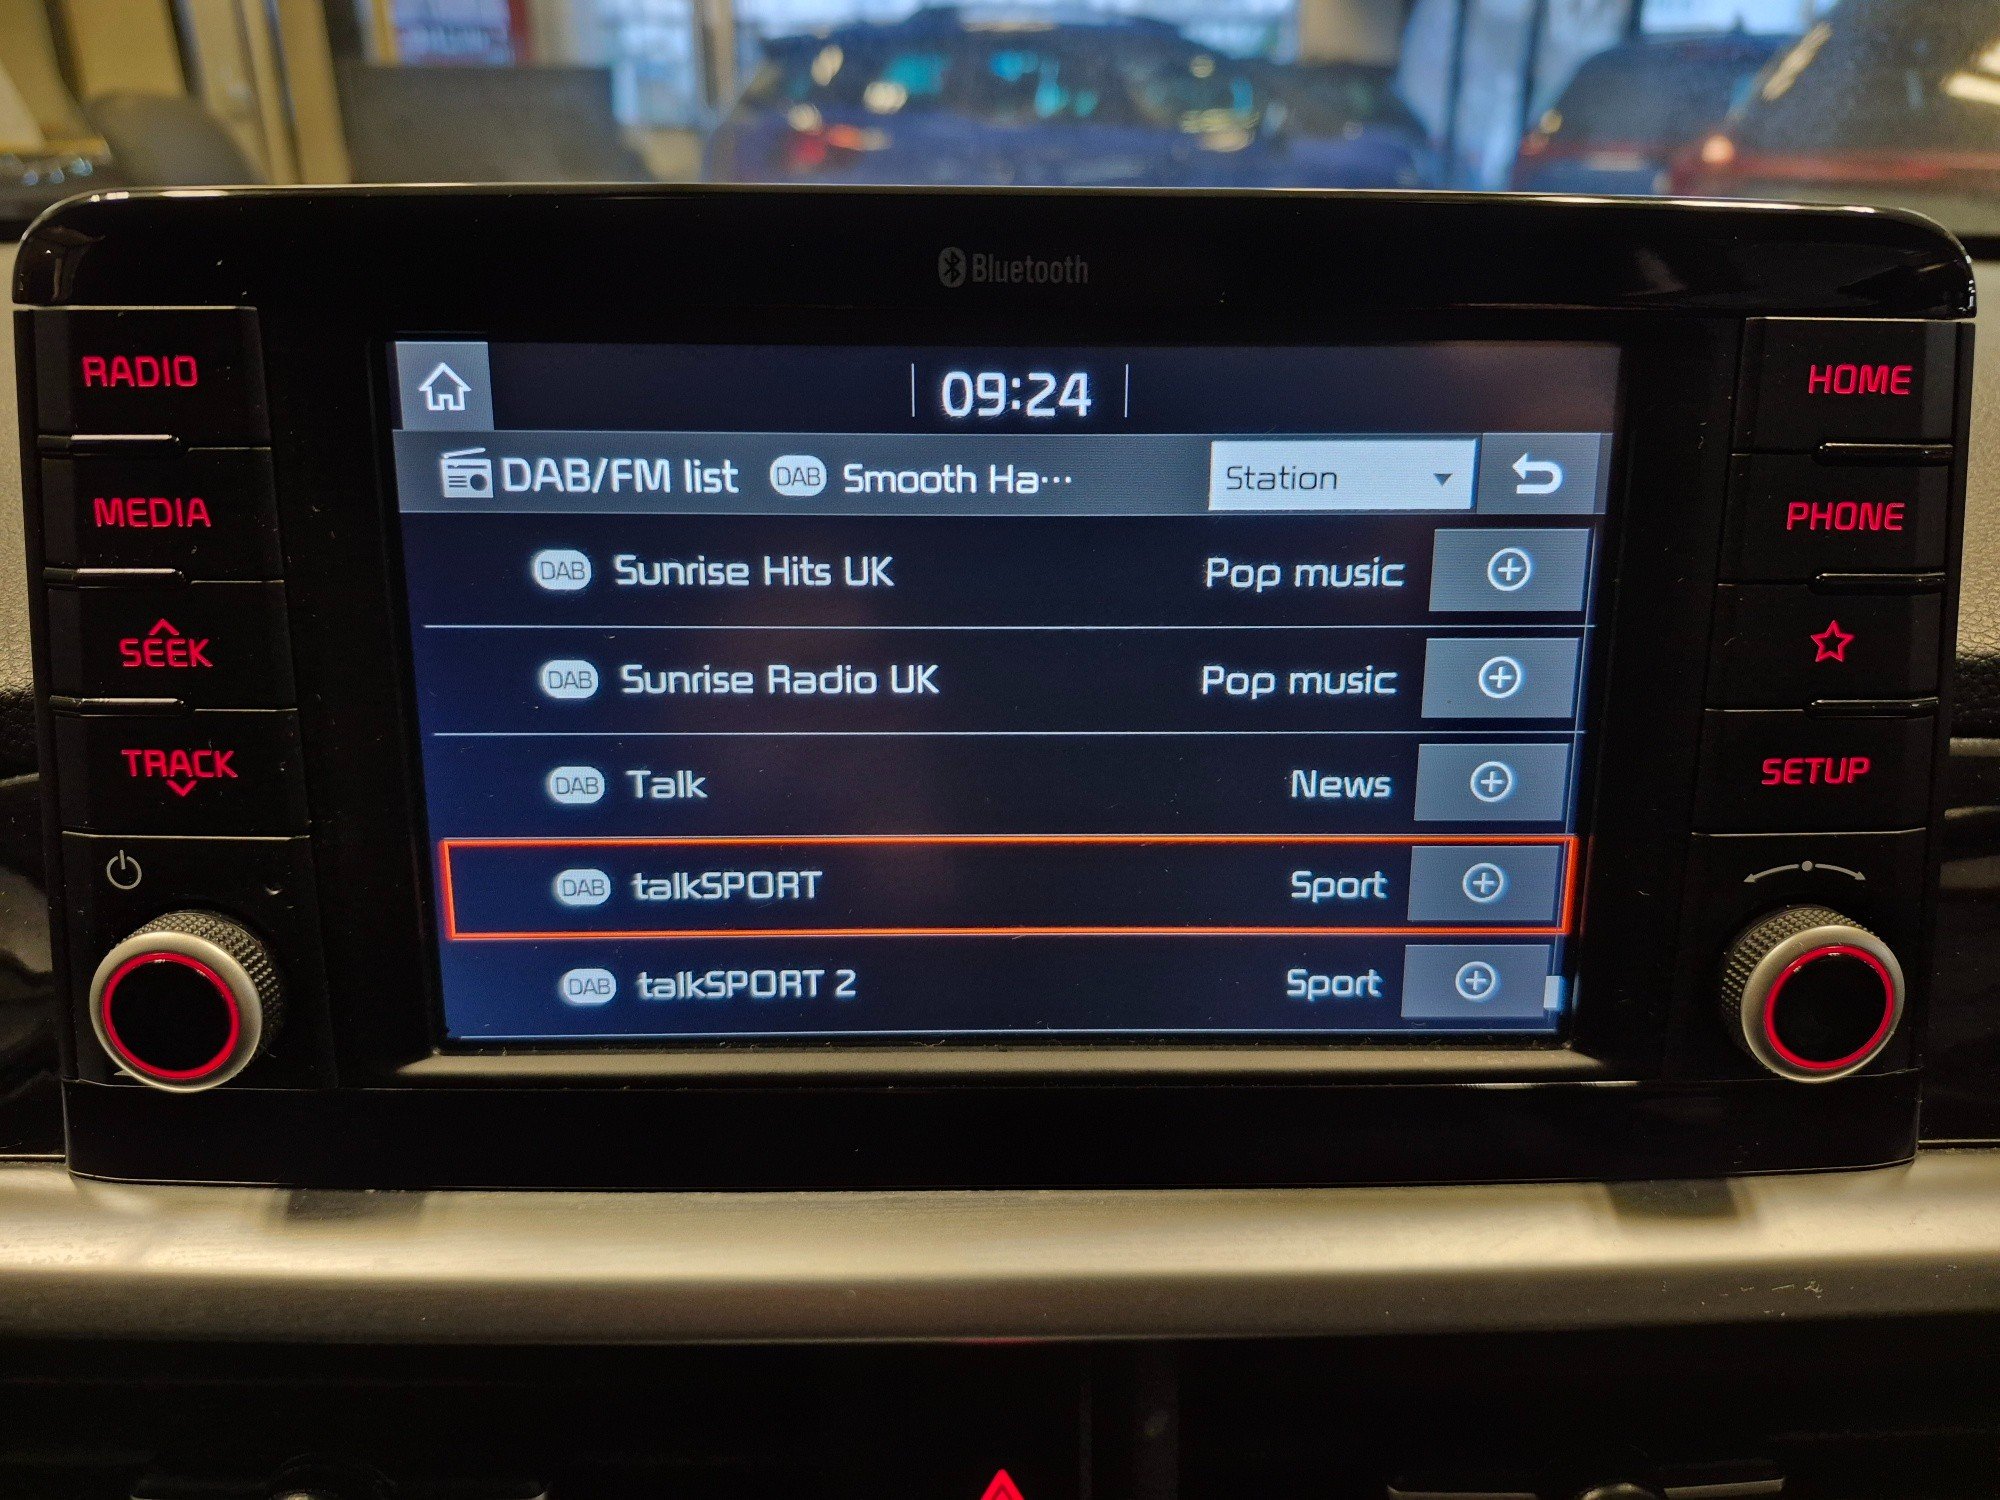 Bluetooth
RADIO
MEDIA
SEEK
TRACK
09:24
DAB/FM list DAB Smooth Ha··· Station
DAB Sunrise Hits UK Pop music
DAB Sunrise Radio UK Pop music
DAB Talk News
DAB talkSPORT Sport
DAB talkSPORT 2 Sport
HOME
PHONE
SETUP